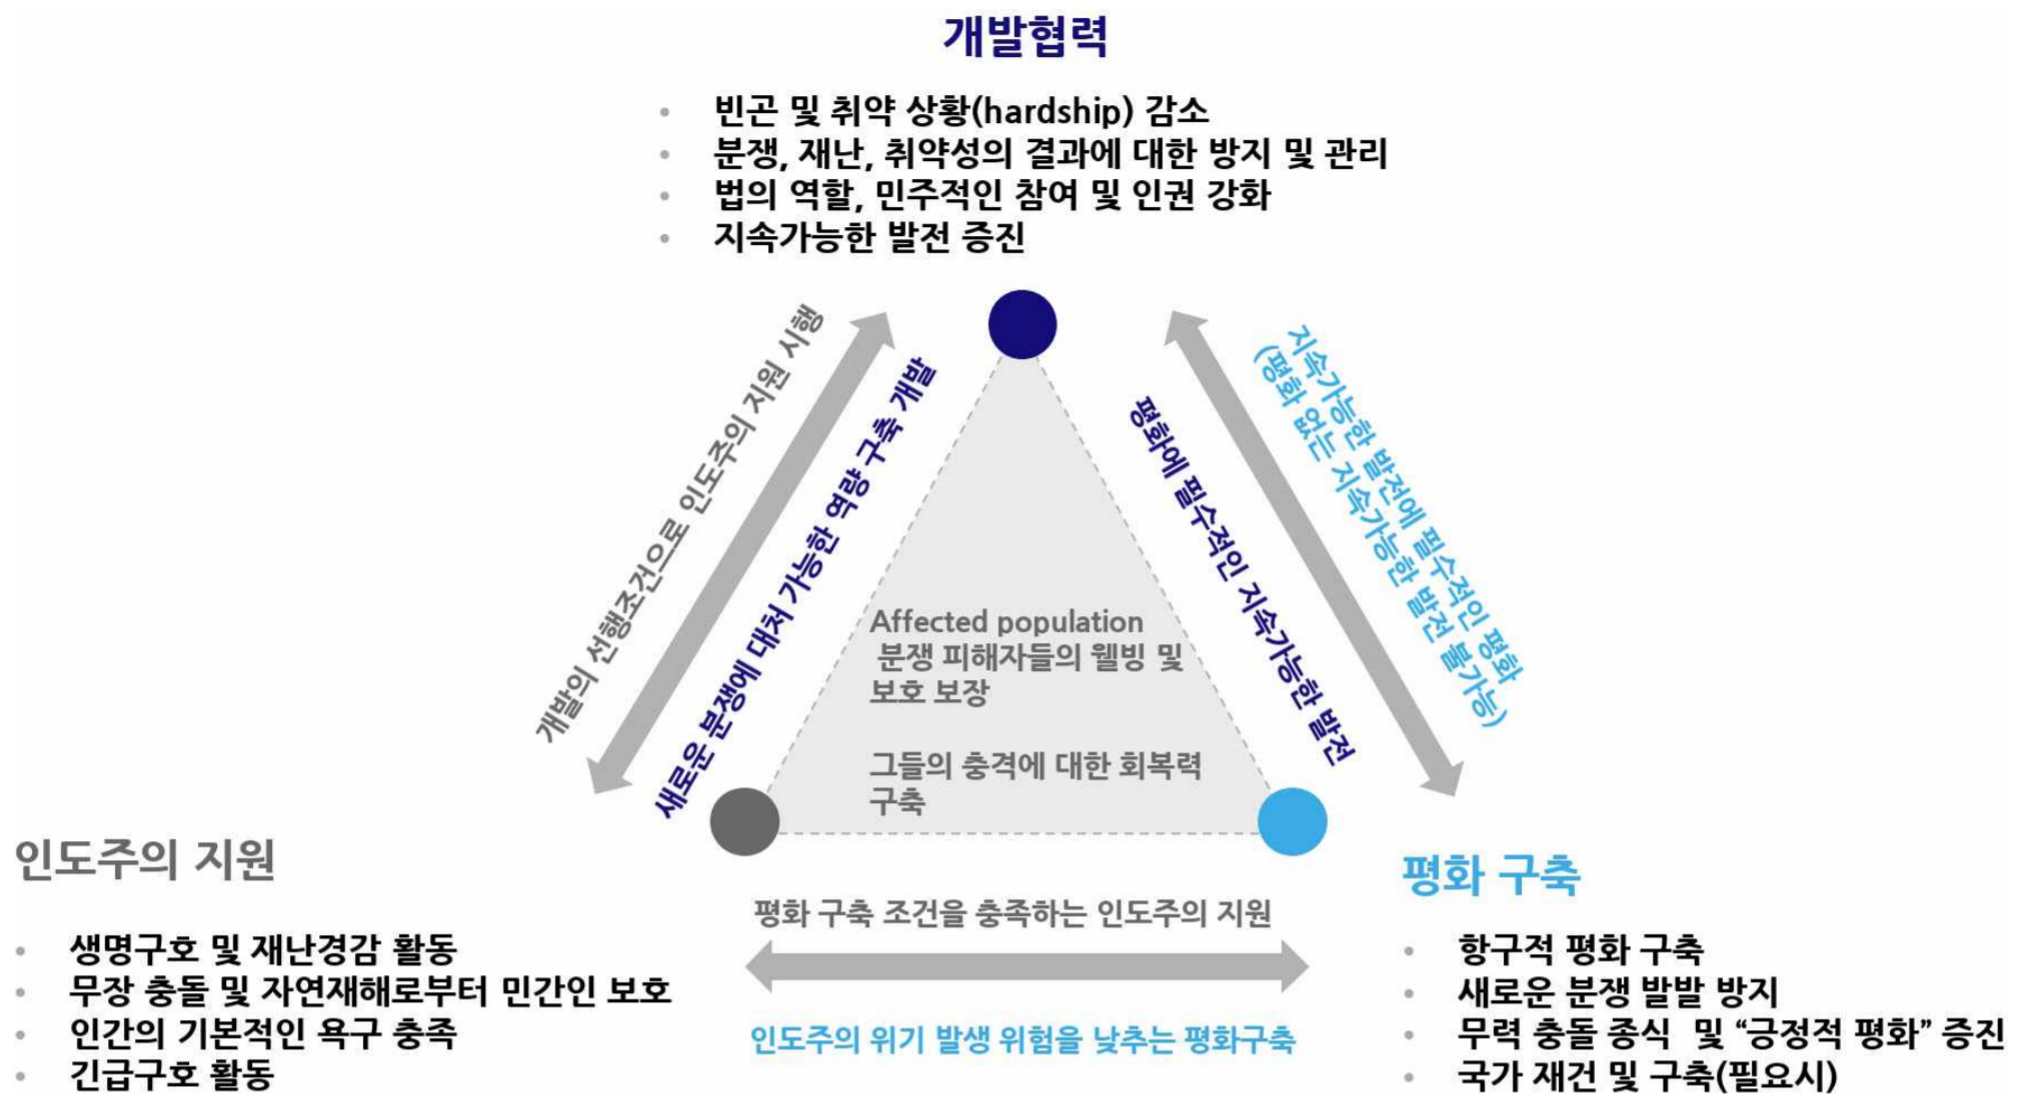 개발협력
• 빈곤 및 취약 상황(hardship) 감소
• 분쟁, 재난, 취약성의 결과에 대한 방지 및 관리
• 법의 역할, 민주적인 참여 및 인권 강화
• 지속가능한 발전 증진
개발의 선행조건으로 인도주의 지원 시행
새로운 분쟁에 대처 가능한 역량 구축 개발
평화에 필수적인 지속가능한 발전
지속가능한 발전에 필수적인 평화
(평화 없는 지속가능한 발전 불가능)
Affected population
분쟁 피해자들의 웰빙 및
보호 보장
그들의 충격에 대한 회복력
구축
인도주의 지원
• 생명구호 및 재난경감 활동
• 무장 충돌 및 자연재해로부터 민간인 보호
• 인간의 기본적인 욕구 충족
• 긴급구호 활동
평화 구축 조건을 충족하는 인도주의 지원
인도주의 위기 발생 위험을 낮추는 평화구축
평화 구축
• 항구적 평화 구축
• 새로운 분쟁 발발 방지
• 무력 충돌 종식 및 “긍정적 평화” 증진
• 국가 재건 및 구축(필요시)